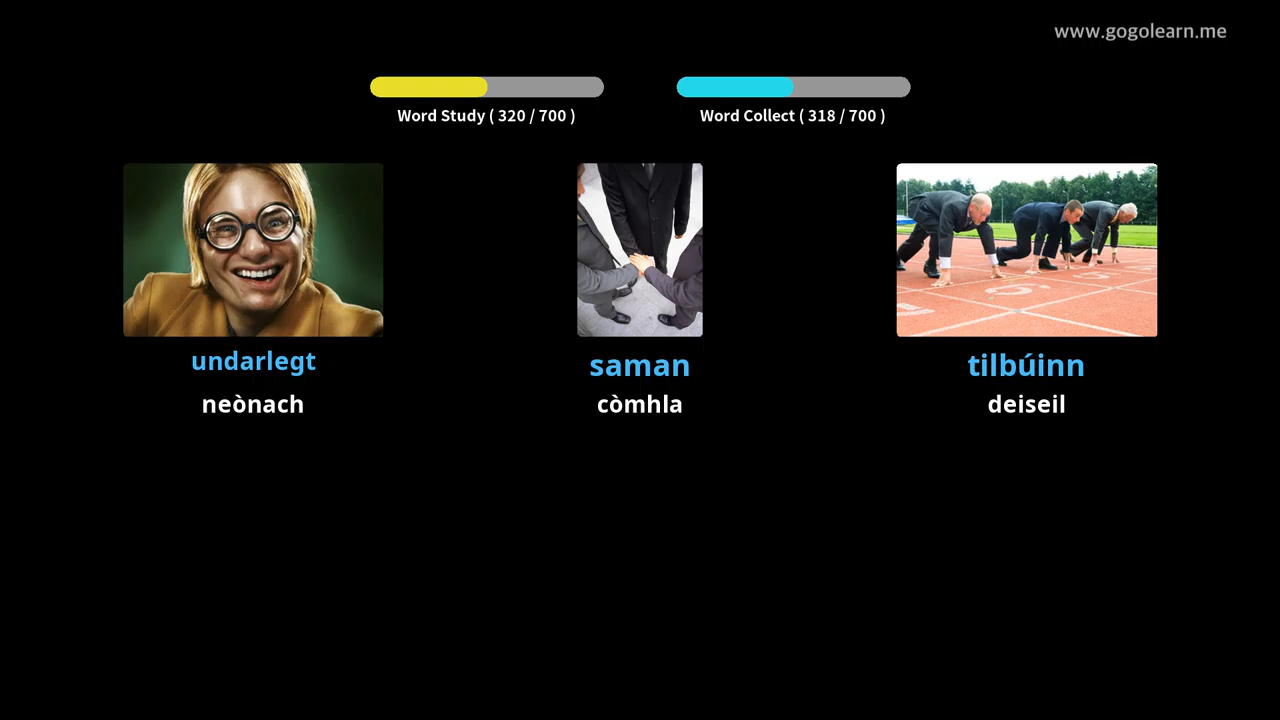 www.gogolearn.me
Word Study ( 320 / 700 )
Word Collect ( 318 / 700 )
undarlegt
neònach
saman
còmhla
tilbúinn
deiseil